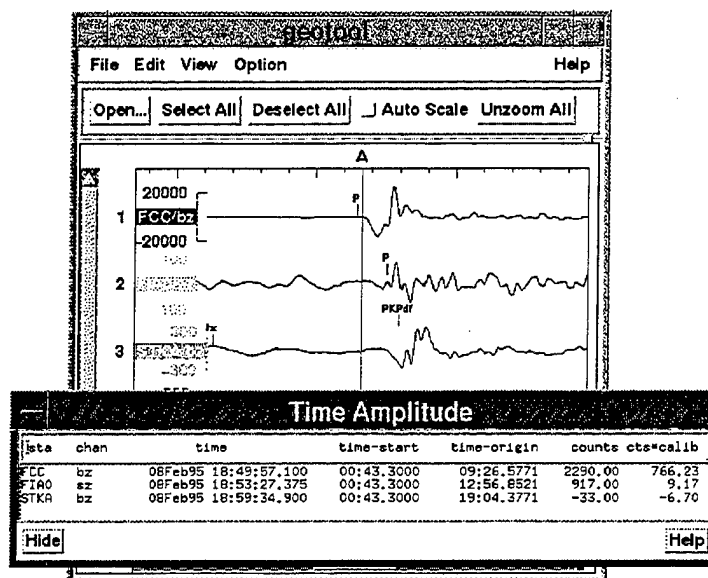 geotool
File Edit View Option Help
Open... Select All Deselect All Auto Scale Unzoom All
A
20000
P
1 FCC/bz
-20000
P
2
100
PKPdf
300
hx
3
-300
Time Amplitude
sta chan time time-start time-origin counts cts*calib
FCC bz 08Feb95 18:49:57.100 00:43.3000 09:26.5771 2290.00 766.23
FIA0 sz 08Feb95 18:53:27.375 00:43.3000 12:56.8521 917.00 9.17
STKA bz 08Feb95 18:59:34.900 00:43.3000 19:04.3771 -33.00 -6.70
Hide Help